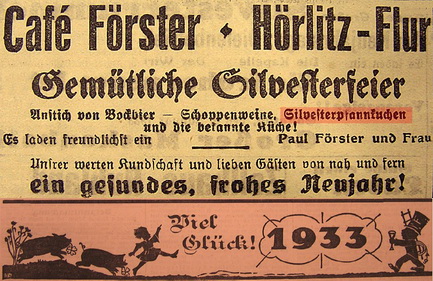 Café Förster · Hörlitz-Flur
Gemütliche Silvesterfeier
Anstich von Bockbier — Schoppenweine, Silvesterpfannkuchen
und die bekannte Küche!
Es laden freundlichst ein — Paul Förster und Frau
Unsrer werten Kundschaft und lieben Gästen von nah und fern
ein gesundes, frohes Neujahr!
Viel
Glück! 1933